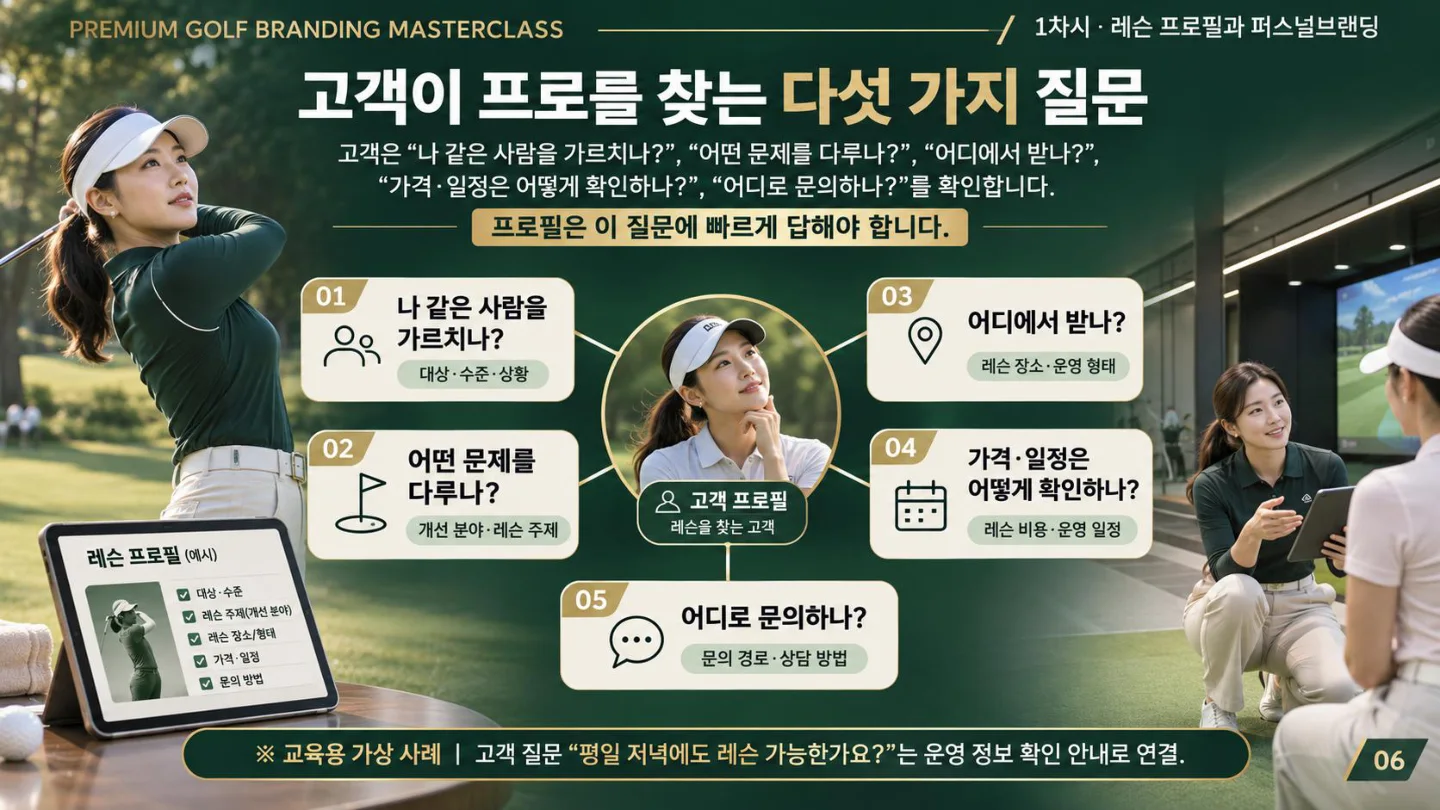 PREMIUM GOLF BRANDING MASTERCLASS
1차시 · 레슨 프로필과 퍼스널브랜딩
고객이 프로를 찾는 다섯 가지 질문
고객은 “나 같은 사람을 가르치나?”, “어떤 문제를 다루나?”, “어디에서 받나?”,
“가격·일정은 어떻게 확인하나?”, “어디로 문의하나?”를 확인합니다.
프로필은 이 질문에 빠르게 답해야 합니다.
01
나 같은 사람을
가르치나?
대상·수준·상황
02
어떤 문제를
다루나?
개선 분야·레슨 주제
03
어디에서 받나?
레슨 장소·운영 형태
04
가격·일정은
어떻게 확인하나?
레슨 비용·운영 일정
고객 프로필
레슨을 찾는 고객
05
어디로 문의하나?
문의 경로·상담 방법
레슨 프로필 (예시)
대상·수준
레슨 주제(개선 분야)
레슨 장소/형태
가격·일정
문의 방법
※ 교육용 가상 사례 | 고객 질문 “평일 저녁에도 레슨 가능한가요?”는 운영 정보 확인 안내로 연결.
06